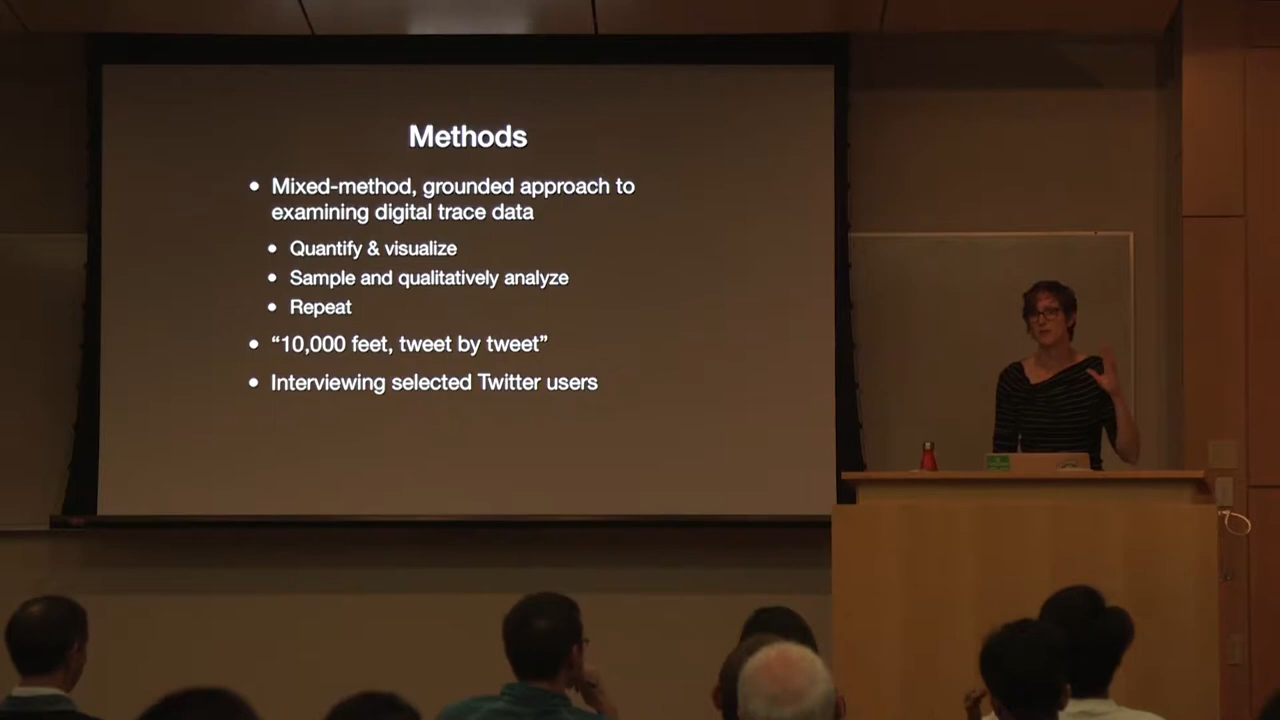 Methods
• Mixed-method, grounded approach to
examining digital trace data
• Quantify & visualize
• Sample and qualitatively analyze
• Repeat
• “10,000 feet, tweet by tweet”
• Interviewing selected Twitter users